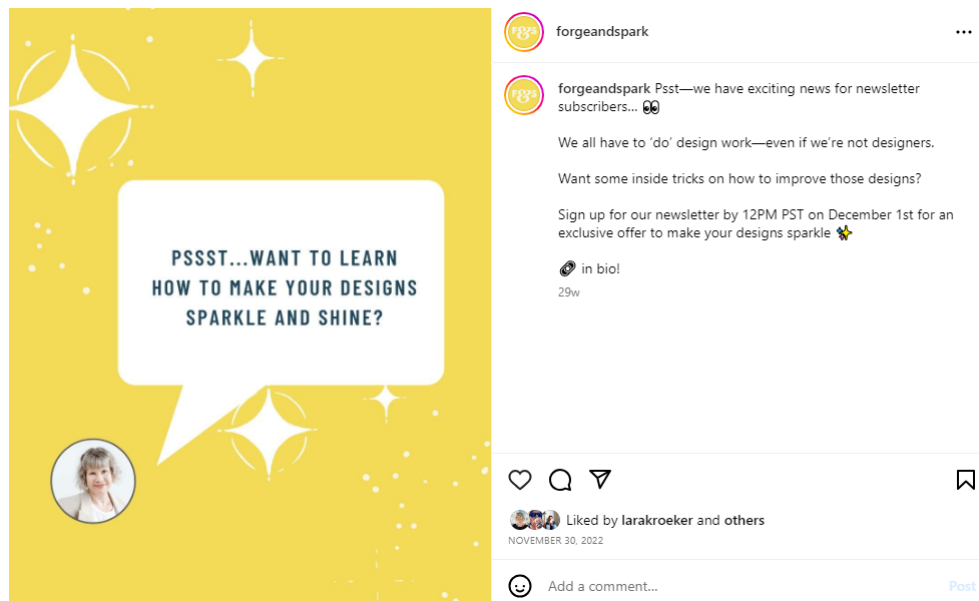 PSSST...WANT TO LEARN
HOW TO MAKE YOUR DESIGNS
SPARKLE AND SHINE?
forgeandspark
forgeandspark Psst—we have exciting news for newsletter
subscribers... 👀
We all have to ‘do’ design work—even if we’re not designers.
Want some inside tricks on how to improve those designs?
Sign up for our newsletter by 12PM PST on December 1st for an
exclusive offer to make your designs sparkle ✨
🔗 in bio!
29w
Liked by larakroeker and others
NOVEMBER 30, 2022
Add a comment...
Post